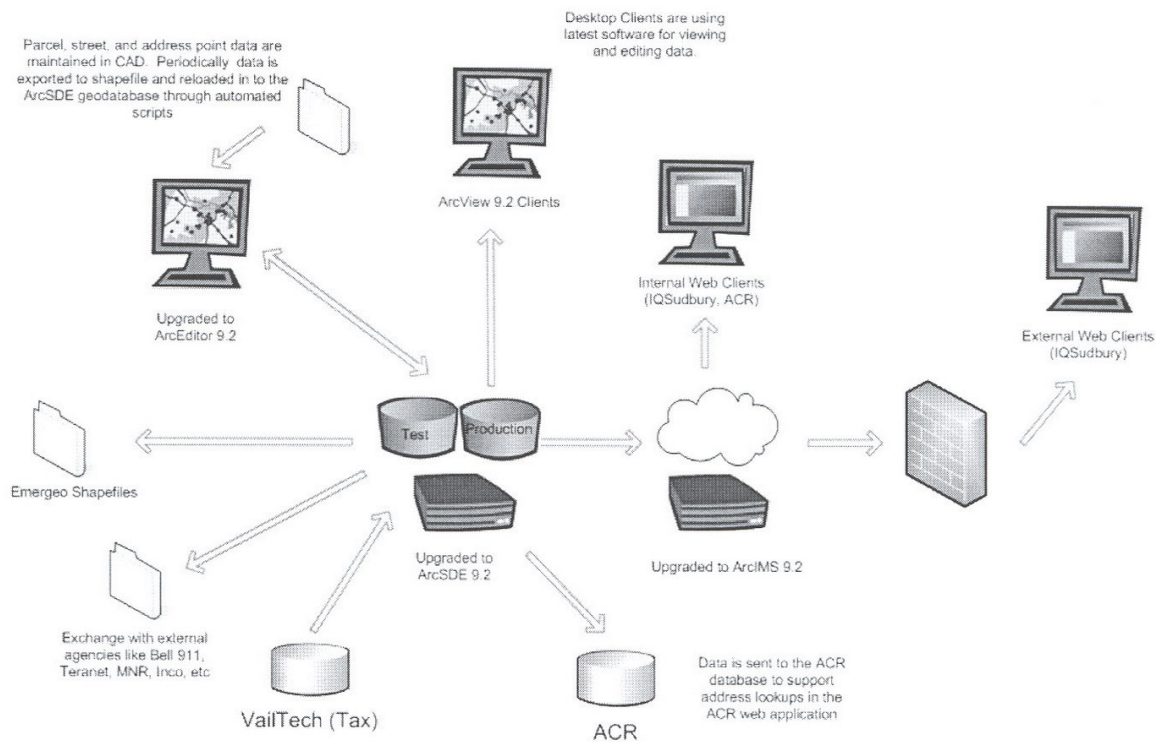 Desktop Clients are using
latest software for viewing
and editing data.
Parcel, street, and address point data are
maintained in CAD. Periodically data is
exported to shapefile and reloaded in to the
ArcSDE geodatabase through automated
scripts
ArcView 9.2 Clients
Internal Web Clients
(IQSudbury, ACR)
External Web Clients
(IQSudbury)
Upgraded to
ArcEditor 9.2
Test
Production
Emergeo Shapefiles
Upgraded to
ArcSDE 9.2
Upgraded to ArcIMS 9.2
Exchange with external
agencies like Bell 911,
Teranet, MNR, Inco, etc
VailTech (Tax)
ACR
Data is sent to the ACR
database to support
address lookups in the
ACR web application